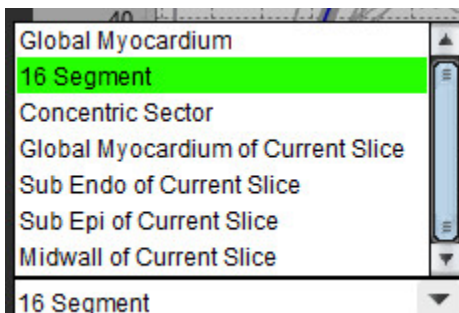 40
Global Myocardium
16 Segment
Concentric Sector
Global Myocardium of Current Slice
Sub Endo of Current Slice
Sub Epi of Current Slice
Midwall of Current Slice
16 Segment